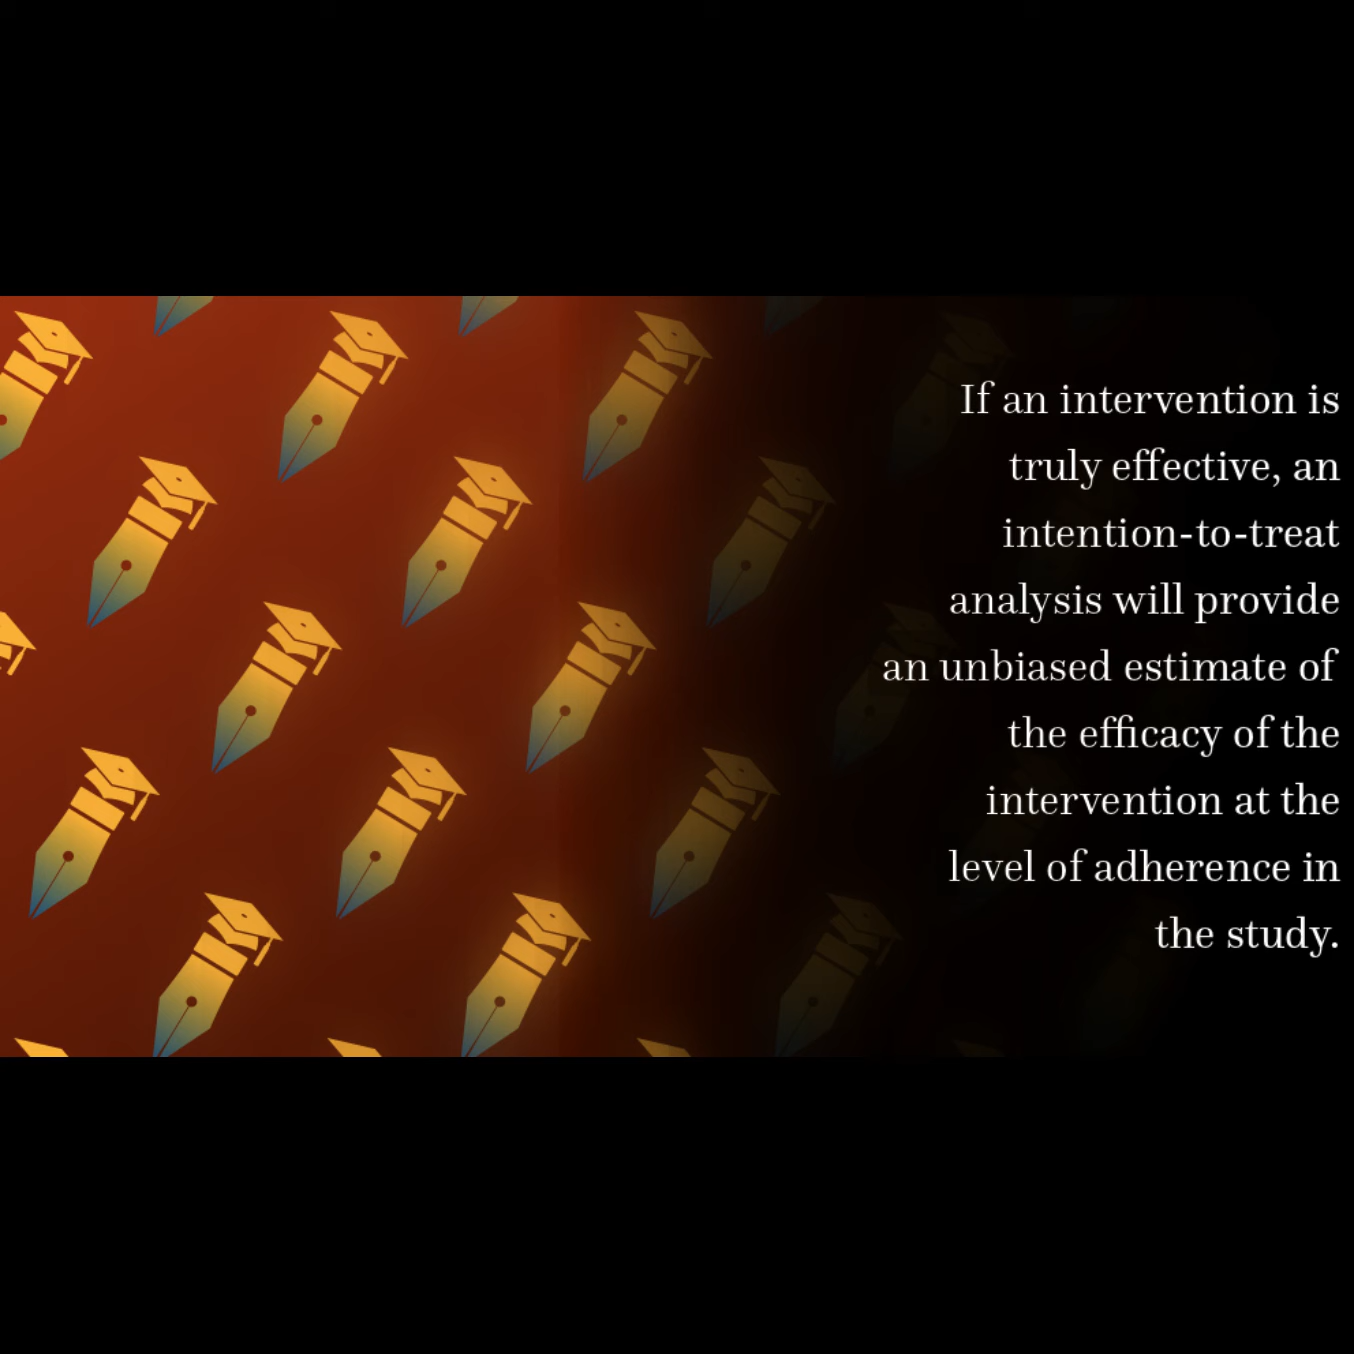 If an intervention is
truly effective, an
intention-to-treat
analysis will provide
an unbiased estimate of
the efficacy of the
intervention at the
level of adherence in
the study.